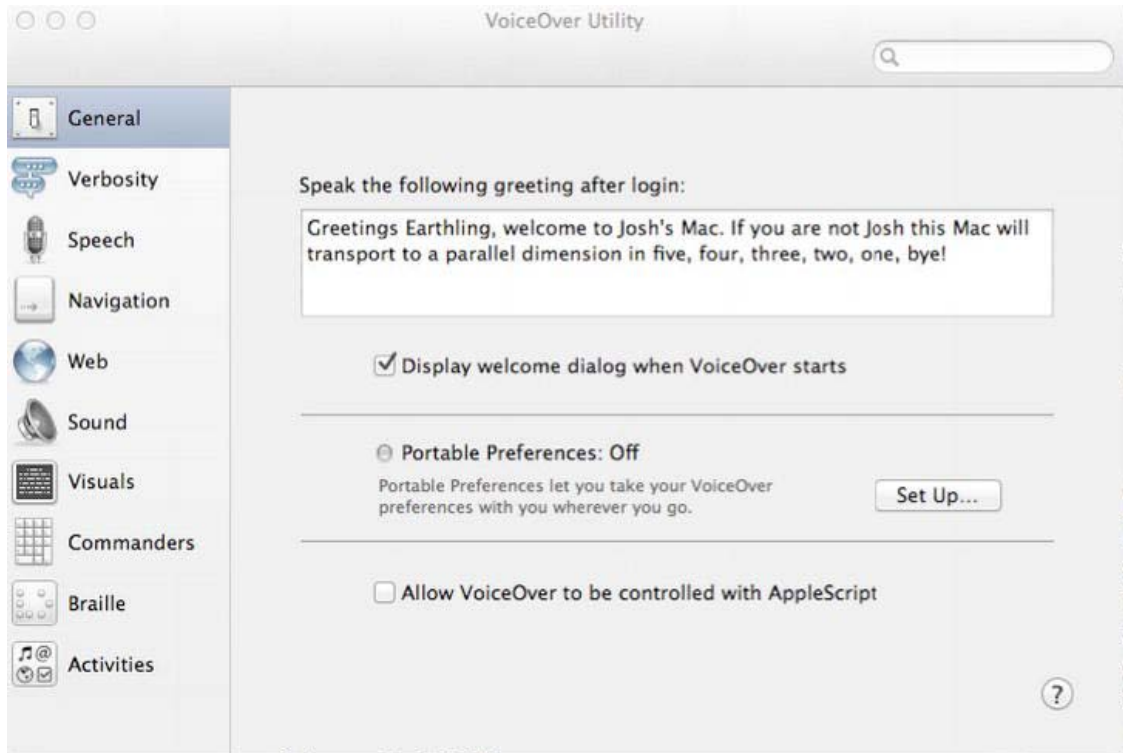 VoiceOver Utility
General
Verbosity
Speech
Navigation
Web
Sound
Visuals
Commanders
Braille
Activities
Speak the following greeting after login:
Greetings Earthling, welcome to Josh's Mac. If you are not Josh this Mac will
transport to a parallel dimension in five, four, three, two, one, bye!
Display welcome dialog when VoiceOver starts
Portable Preferences: Off
Portable Preferences let you take your VoiceOver
preferences with you wherever you go.
Set Up...
Allow VoiceOver to be controlled with AppleScript
?